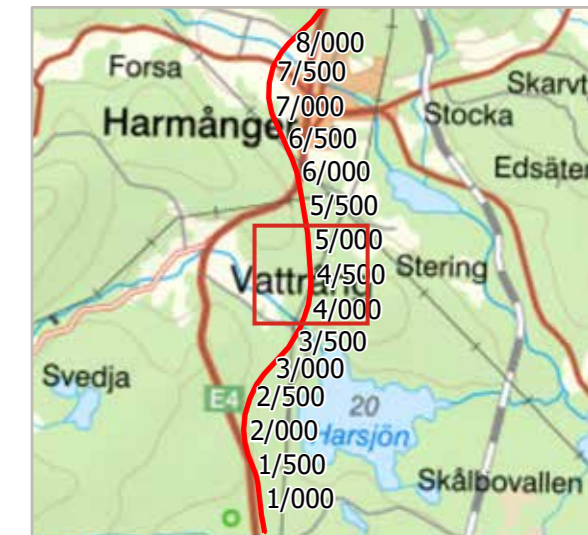 8/000
Forsa
7/500
Skarvt
7/000
Stocka
Harmånger
6/500
Edsäter
6/000
5/500
5/000
Stering
4/500
Vattrång
4/000
3/500
3/000
Svedja
2/500
E4
20
2/000
Harsjön
1/500
Skålbovallen
1/000